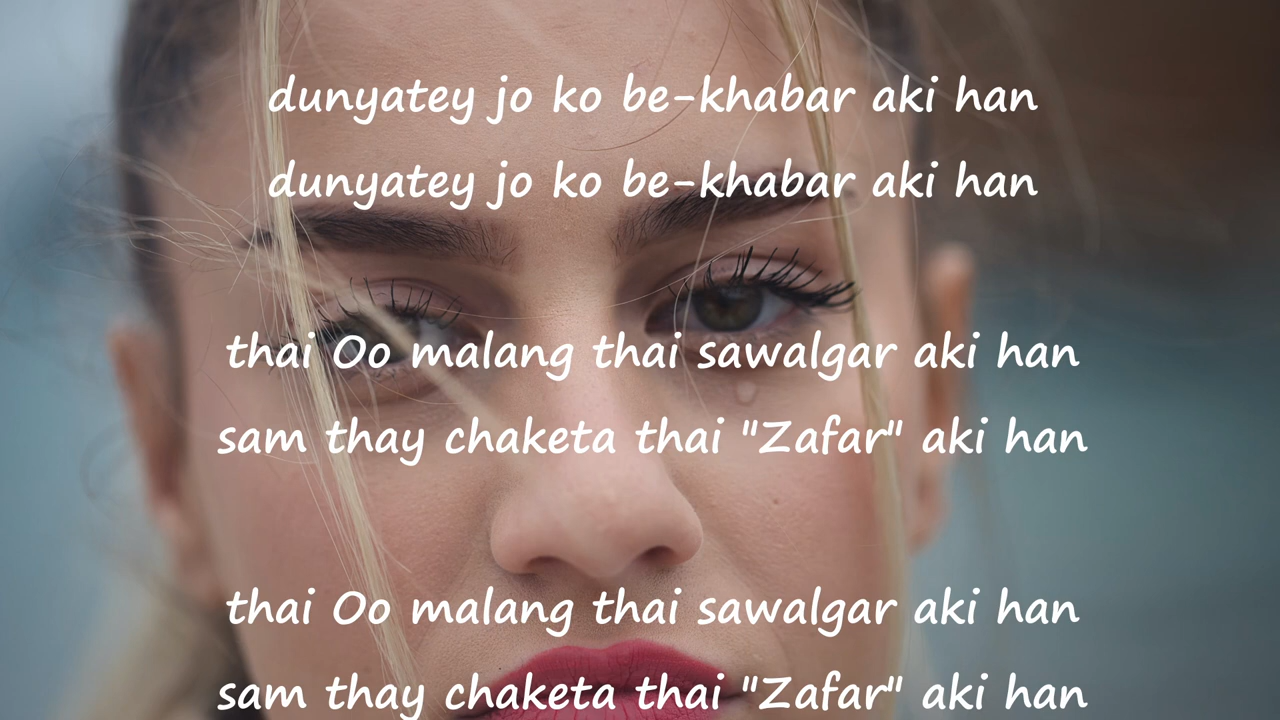 dunyatey jo ko be-khabar aki han
dunyatey jo ko be-khabar aki han
thai Oo malang thai sawalgar aki han
sam thay chaketa thai "Zafar" aki han
thai Oo malang thai sawalgar aki han
sam thay chaketa thai "Zafar" aki han